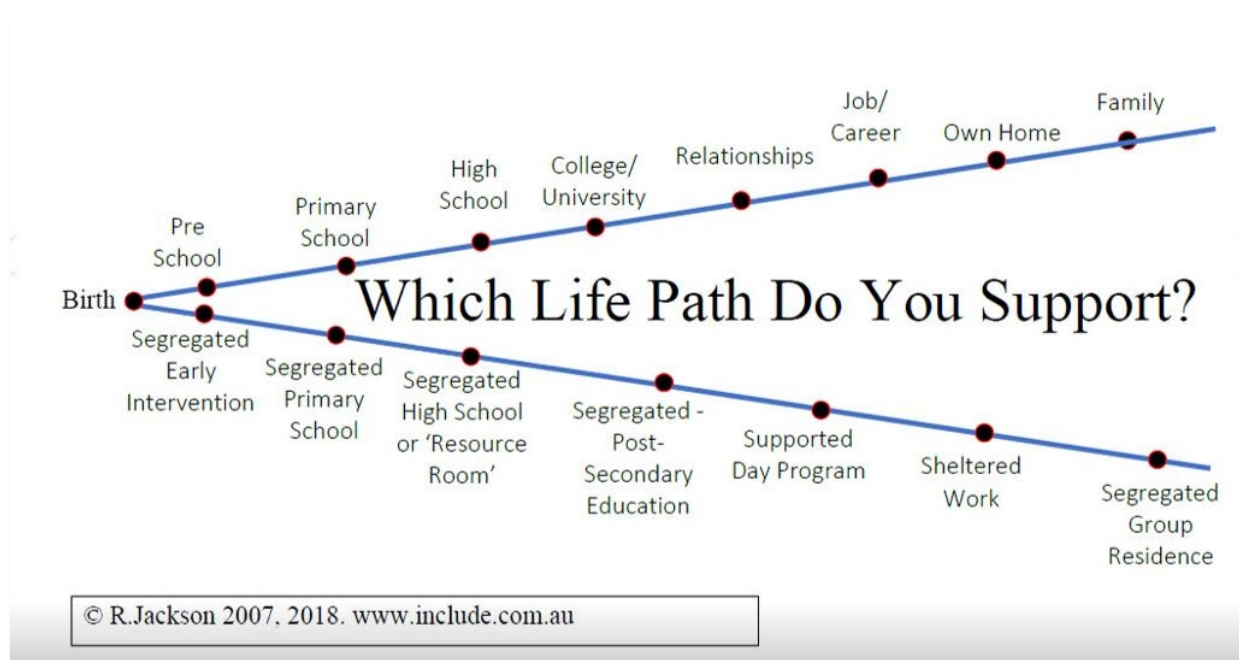 Job/
Career
Own Home
Family
Relationships
College/
University
High
School
Primary
School
Pre
School
Birth
Which Life Path Do You Support?
Segregated
Early
Intervention
Segregated
Primary
School
Segregated
High School
or ‘Resource
Room’
Segregated -
Post-
Secondary
Education
Supported
Day Program
Sheltered
Work
Segregated
Group
Residence
© R.Jackson 2007, 2018. www.include.com.au